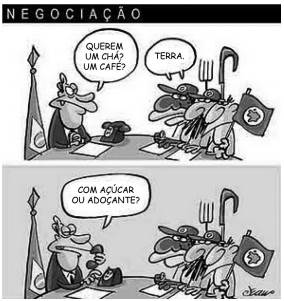 NEGOCIAÇÃO
QUEREM
UM CHÁ?
UM CAFÉ?
TERRA.
COM AÇÚCAR
OU ADOÇANTE?